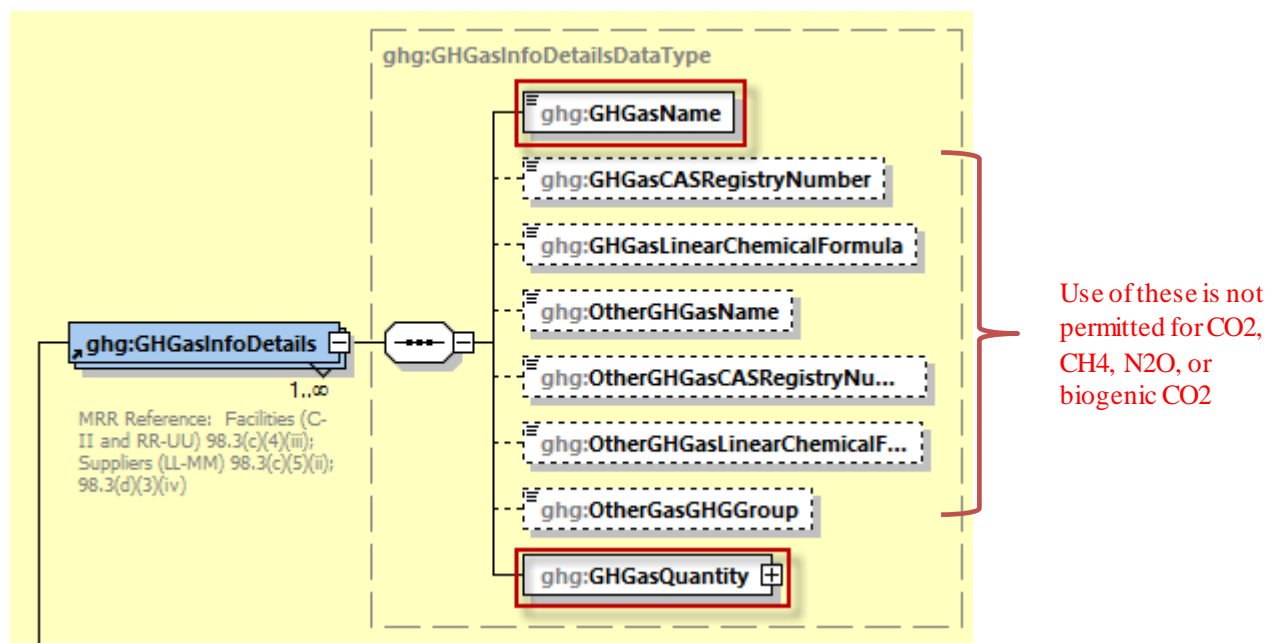 ghg:GHGasInfoDetailsDataType
ghg:GHGasName
ghg:GHGasCASRegistryNumber
ghg:GHGasLinearChemicalFormula
ghg:OtherGHGasName
ghg:GHGasInfoDetails
1..∞
MRR Reference: Facilities (C-
II and RR-UU) 98.3(c)(4)(iii);
Suppliers (LL-MM) 98.3(c)(5)(ii);
98.3(d)(3)(iv)
ghg:OtherGHGasCASRegistryNu...
ghg:OtherGHGasLinearChemicalF...
ghg:OtherGasGHGGroup
ghg:GHGasQuantity
Use of these is not
permitted for CO2,
CH4, N2O, or
biogenic CO2